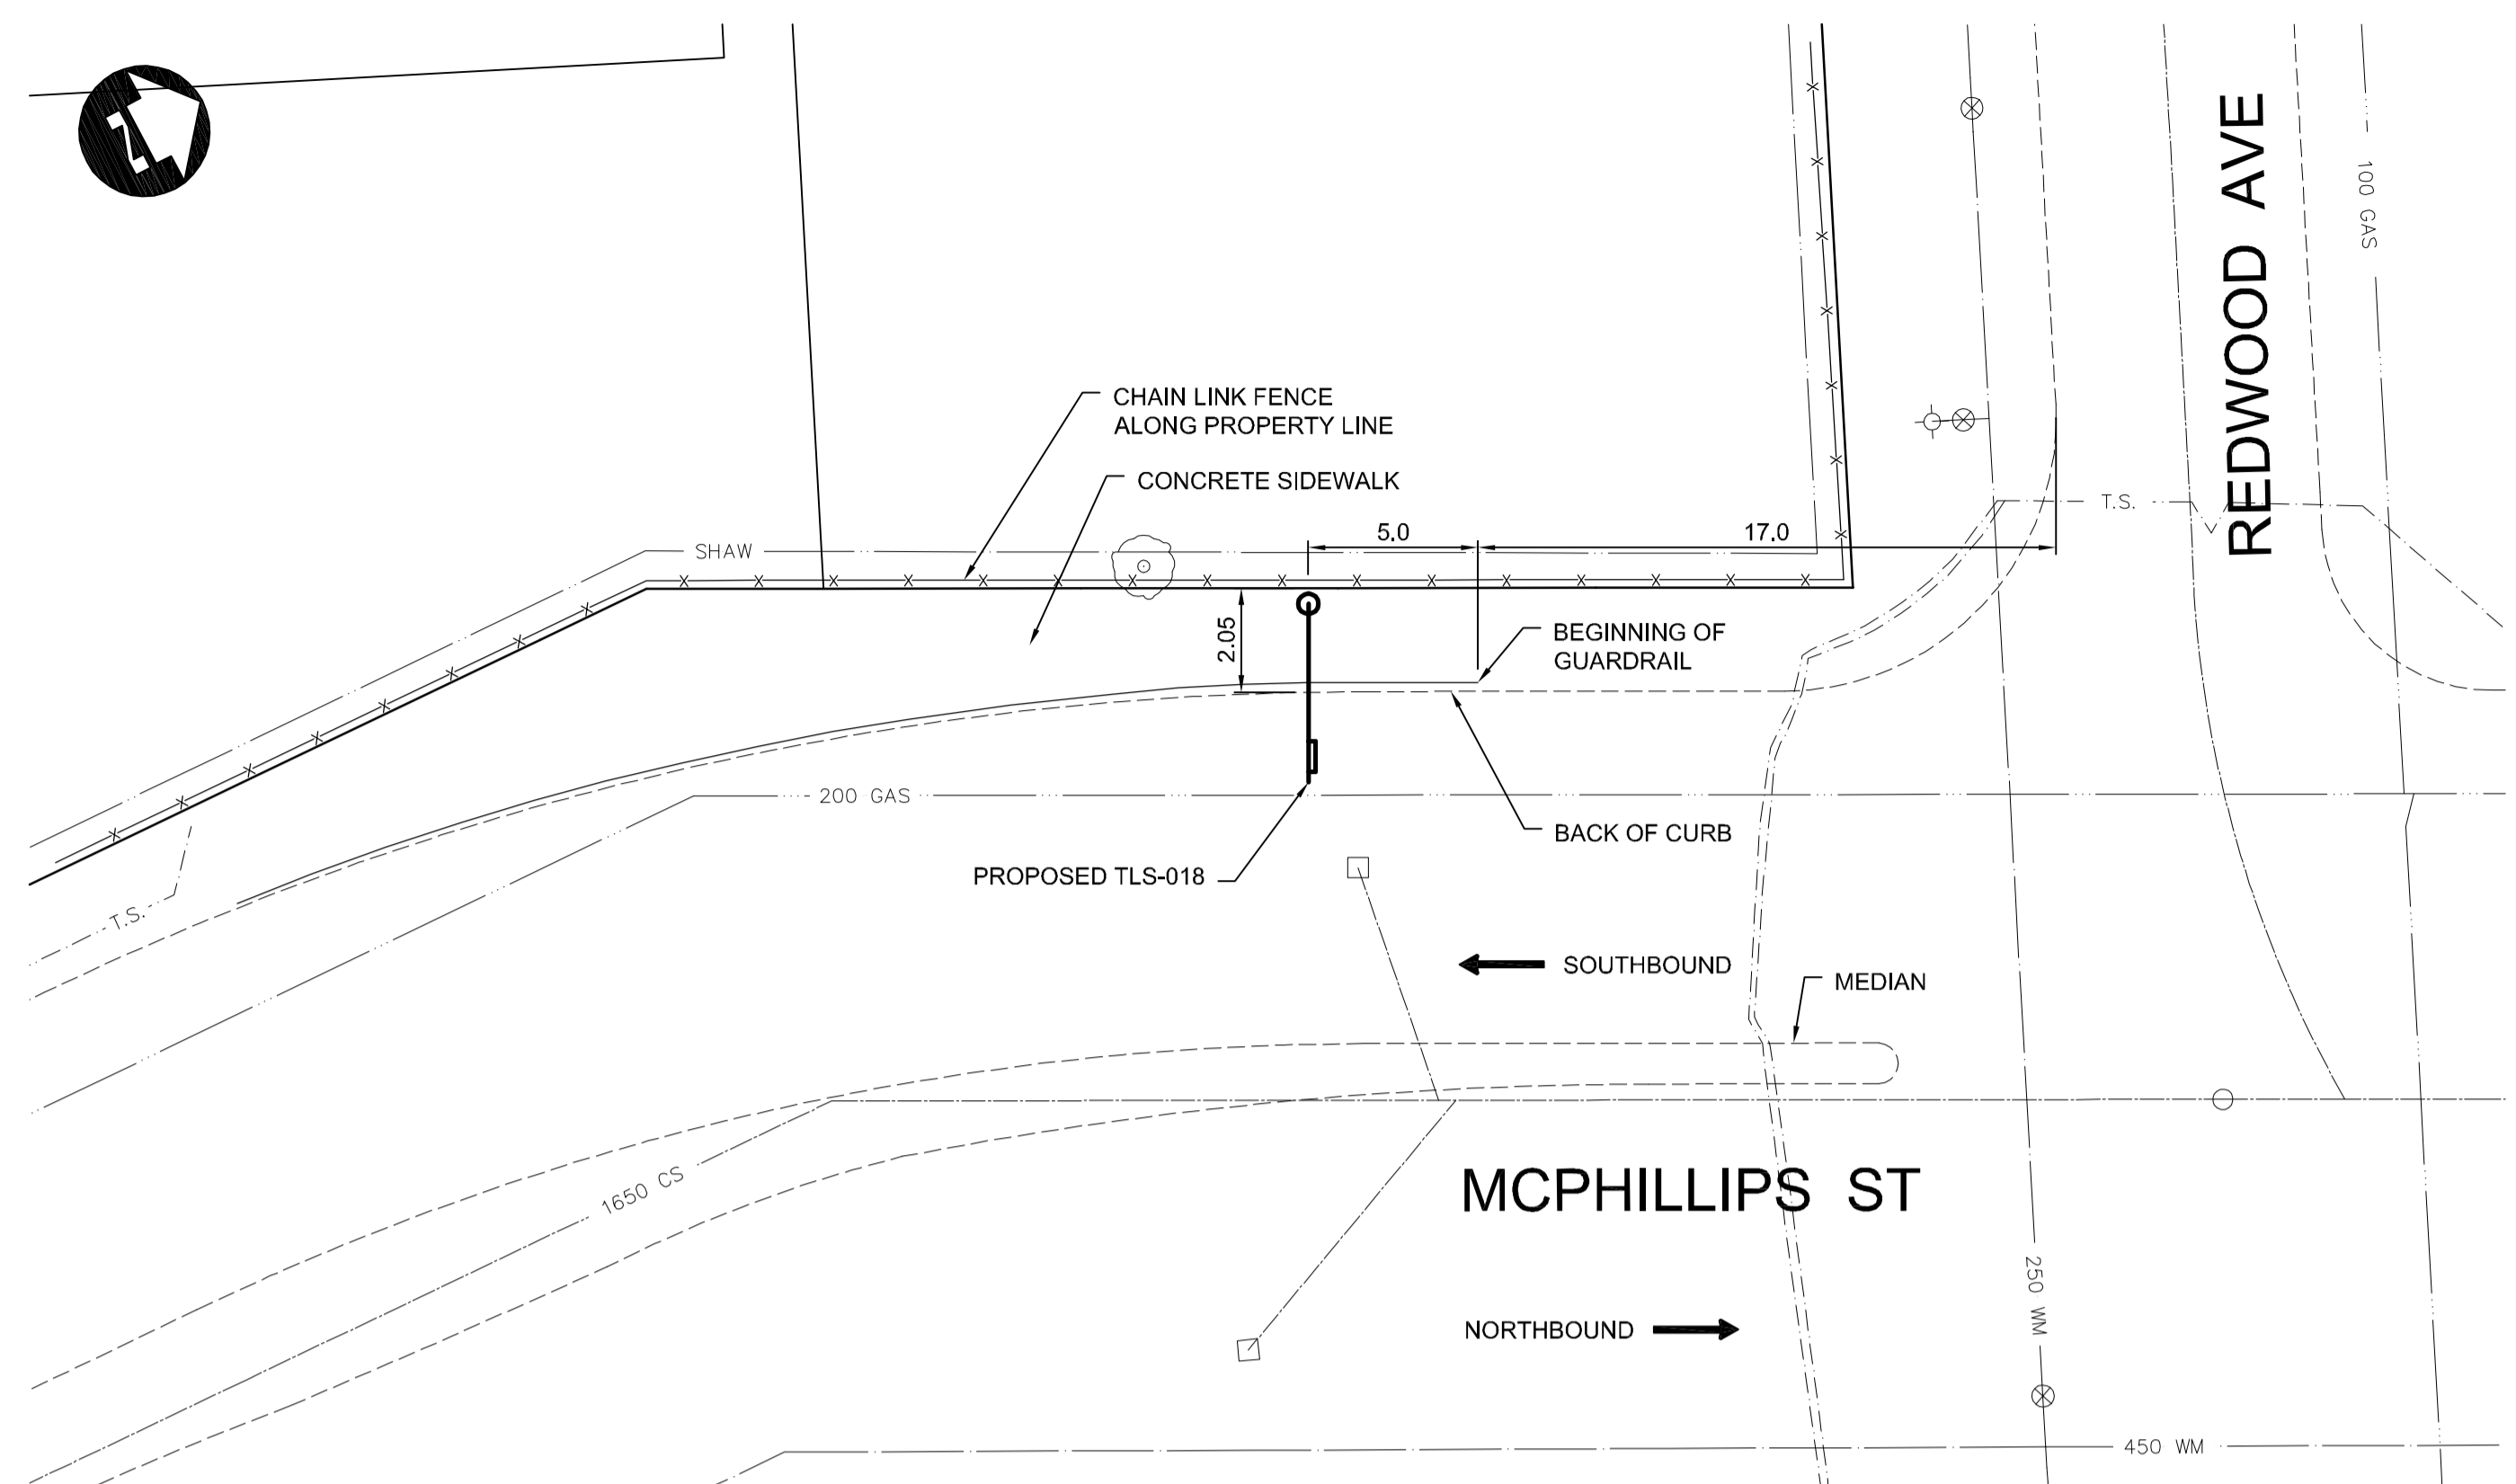 REDWOOD AVE
100 GAS
CHAIN LINK FENCE
ALONG PROPERTY LINE
CONCRETE SIDEWALK
T.S.
5.0
17.0
SHAW
2.05
BEGINNING OF
GUARDRAIL
200 GAS
BACK OF CURB
PROPOSED TLS-018
T.S.
SOUTHBOUND
MEDIAN
1650 CS
MCPHILLIPS ST
250 WM
NORTHBOUND
450 WM
Z